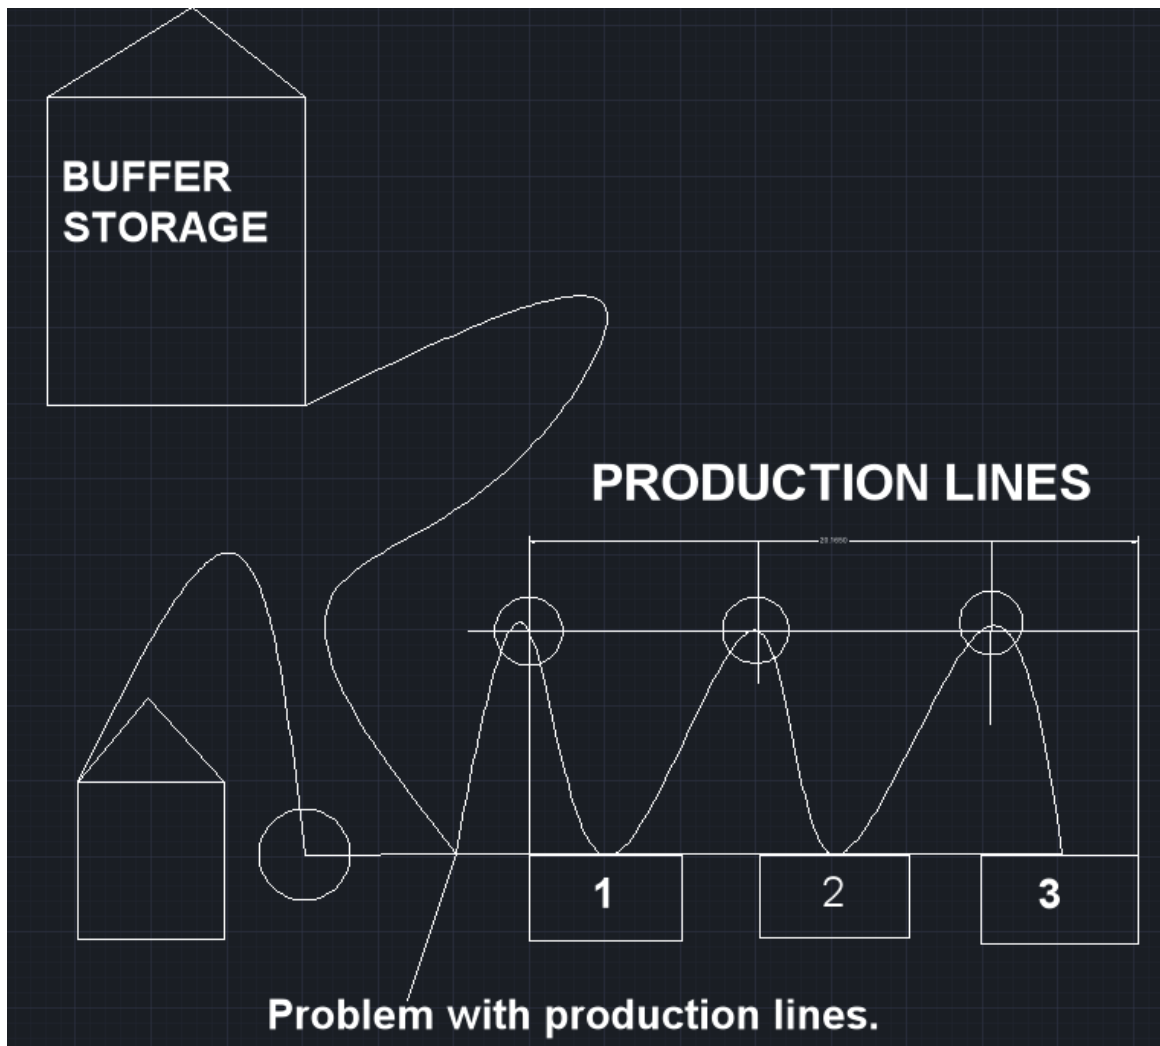 BUFFER
STORAGE
PRODUCTION LINES
1
2
3
Problem with production lines.